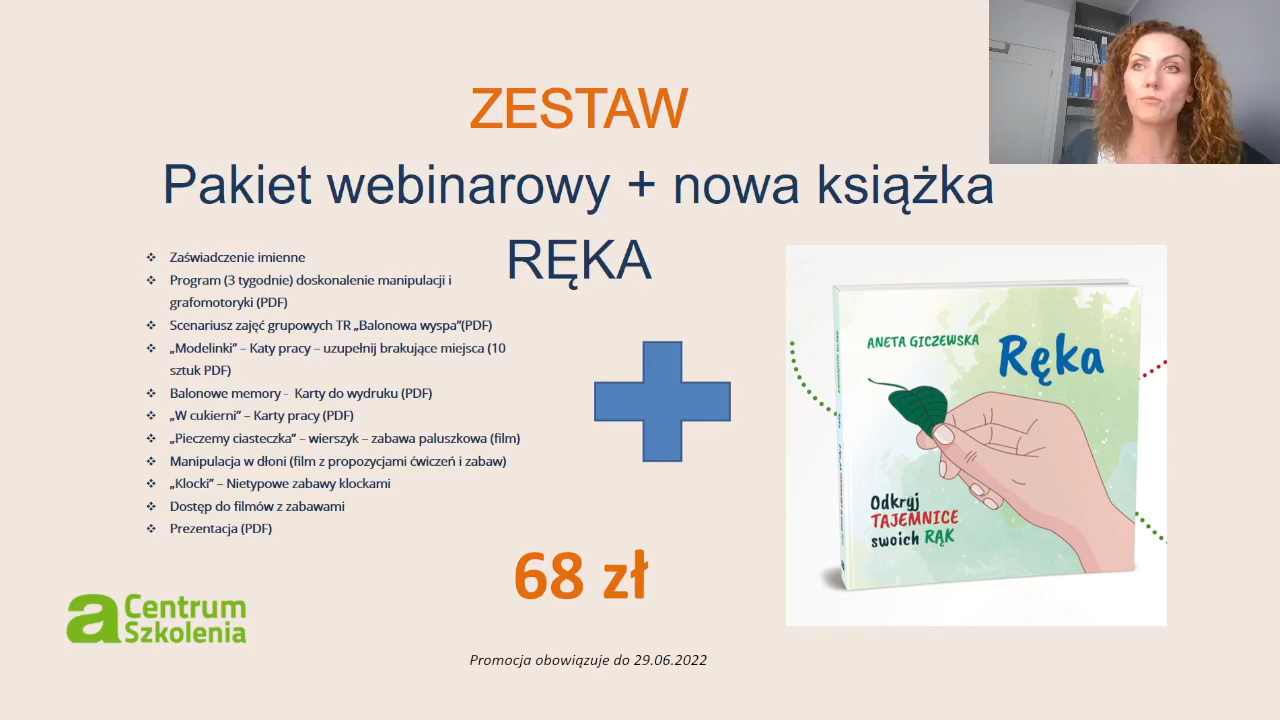 ZESTAW
Pakiet webinarowy + nowa książka
RĘKA
Zaświadczenie imienne
Program (3 tygodnie) doskonalenie manipulacji i
grafomotoryki (PDF)
Scenariusz zajęć grupowych TR „Balonowa wyspa”(PDF)
„Modelinki” – Katy pracy – uzupełnij brakujące miejsca (10
sztuk PDF)
Balonowe memory - Karty do wydruku (PDF)
„W cukierni” – Karty pracy (PDF)
„Pieczemy ciasteczka” – wierszyk – zabawa paluszkowa (film)
Manipulacja w dłoni (film z propozycjami ćwiczeń i zabaw)
„Klocki” – Nietypowe zabawy klockami
Dostęp do filmów z zabawami
Prezentacja (PDF)
ANETA GICZEWSKA
Ręka
Odkryj
TAJEMNICE
swoich RĄK
68 zł
a Centrum
Szkolenia
Promocja obowiązuje do 29.06.2022